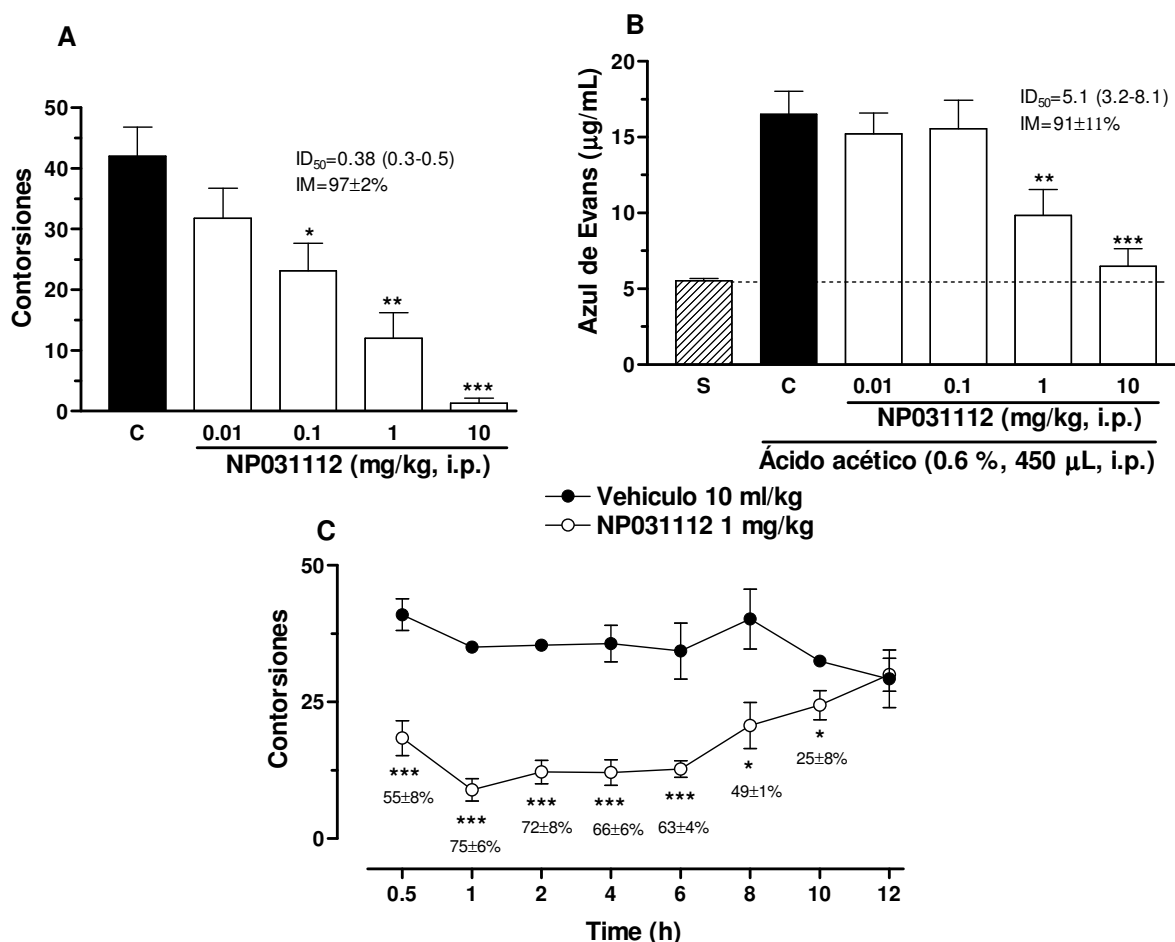 A
Contorsiones
50
40
30
20
10
0
ID50=0.38 (0.3-0.5)
IM=97±2%
*
**
***
C 0.01 0.1 1 10
NP031112 (mg/kg, i.p.)
B
Azul de Evans (µg/mL)
20
15
10
5
0
ID50=5.1 (3.2-8.1)
IM=91±11%
**
***
S C 0.01 0.1 1 10
NP031112 (mg/kg, i.p.)
Ácido acético (0.6 %, 450 µL, i.p.)
Vehiculo 10 ml/kg
NP031112 1 mg/kg
C
Contorsiones
50
25
0
***
55±8%
***
75±6%
***
72±8%
***
66±6%
***
63±4%
*
49±1%
*
25±8%
0.5 1 2 4 6 8 10 12
Time (h)